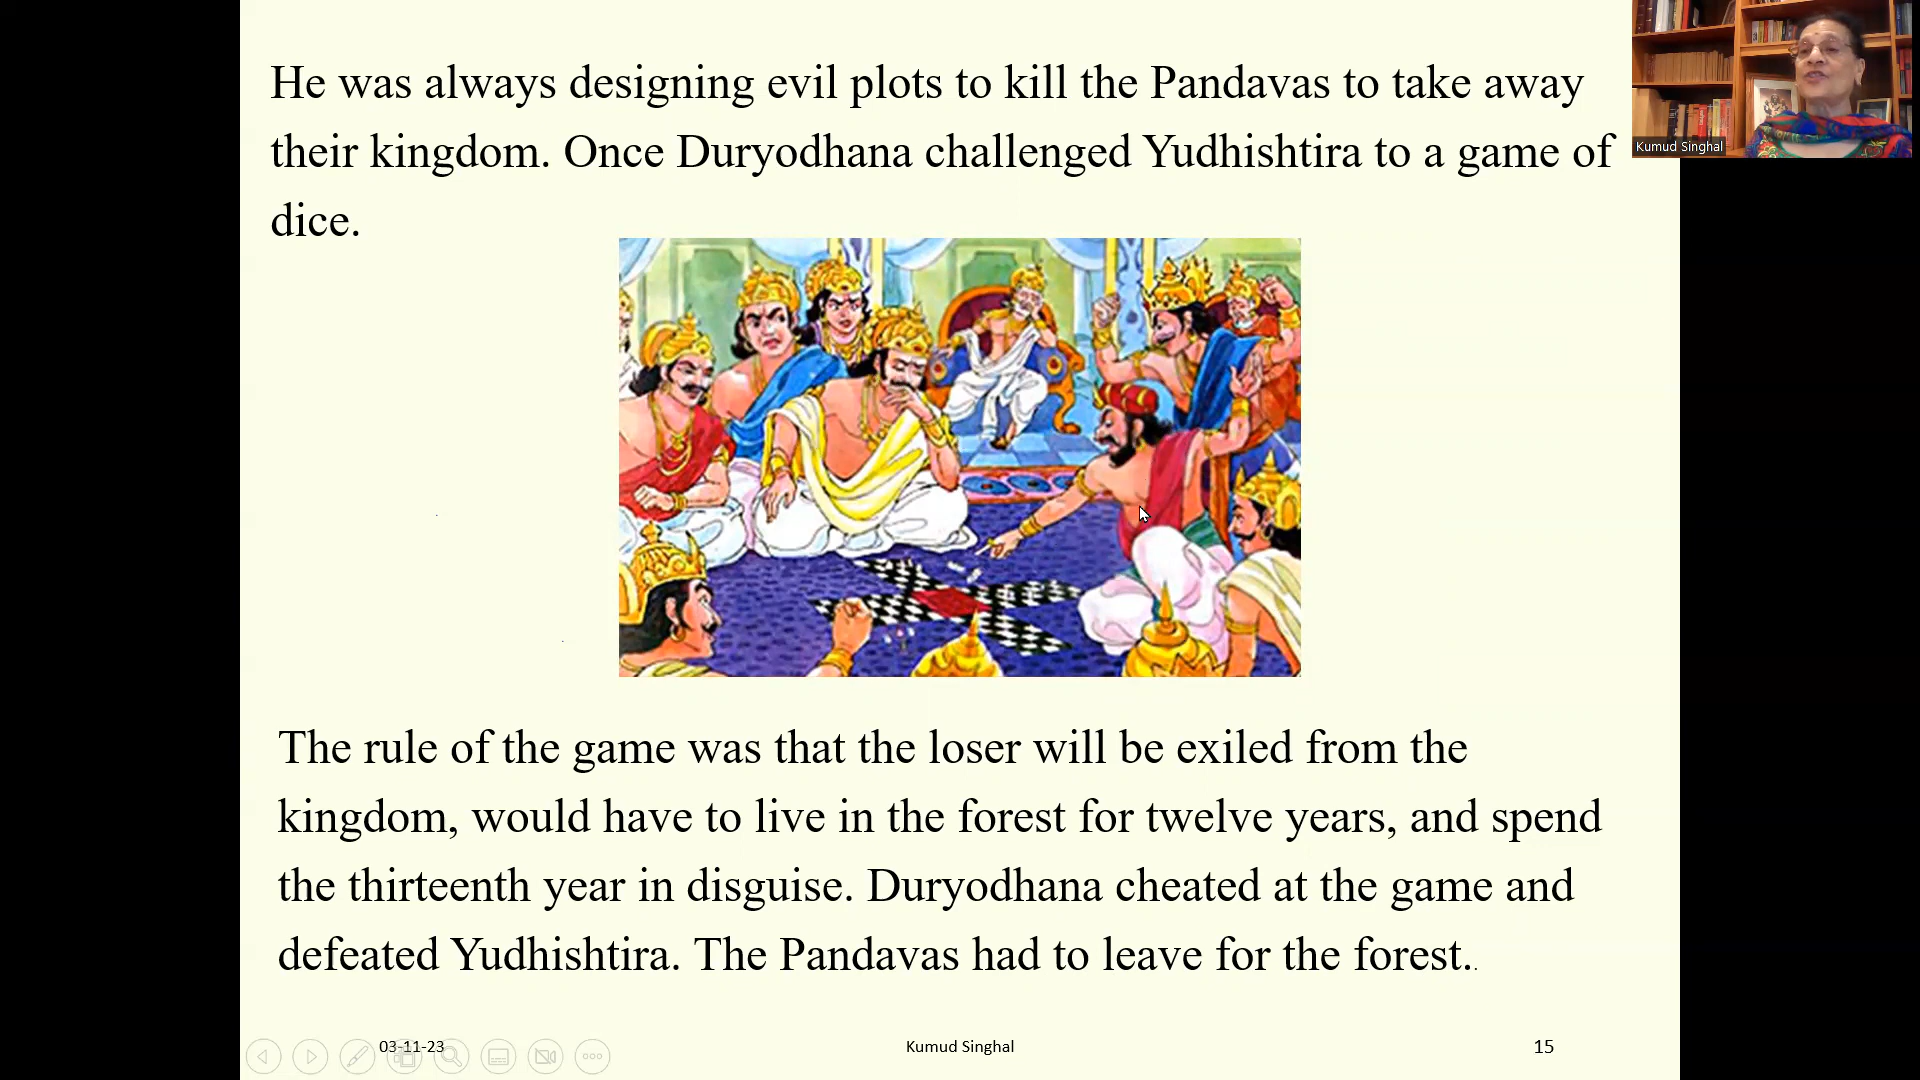 He was always designing evil plots to kill the Pandavas to take away
their kingdom. Once Duryodhana challenged Yudhishtira to a game of
dice.
Kumud Singhal
The rule of the game was that the loser will be exiled from the
kingdom, would have to live in the forest for twelve years, and spend
the thirteenth year in disguise. Duryodhana cheated at the game and
defeated Yudhishtira. The Pandavas had to leave for the forest..
03-11-23
Kumud Singhal
15